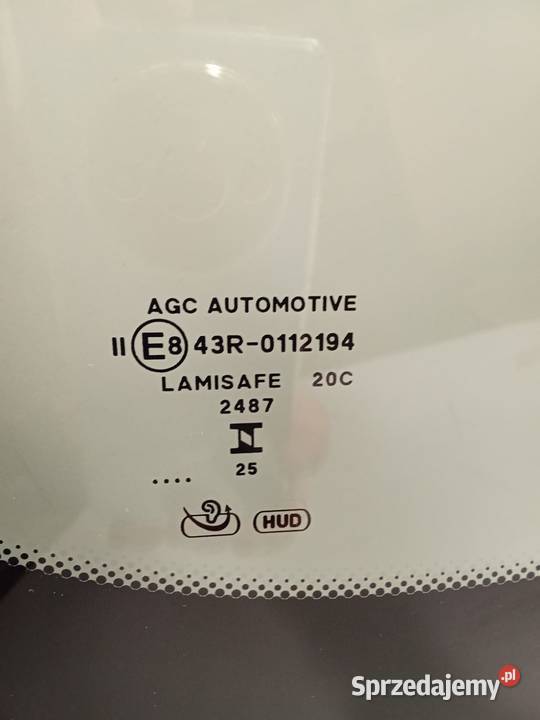 AGC AUTOMOTIVE
II E8 43R-0112194
LAMISAFE 20C
2487
25
....
HUD
Sprzedajemy.pl